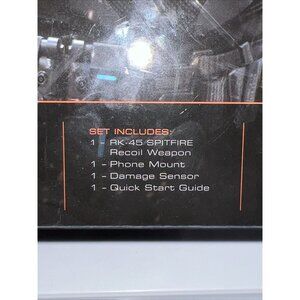 SET INCLUDES:
1 - RK-45 SPITFIRE
Recoil Weapon
1 - Phone Mount
1 - Damage Sensor
1 - Quick Start Guide